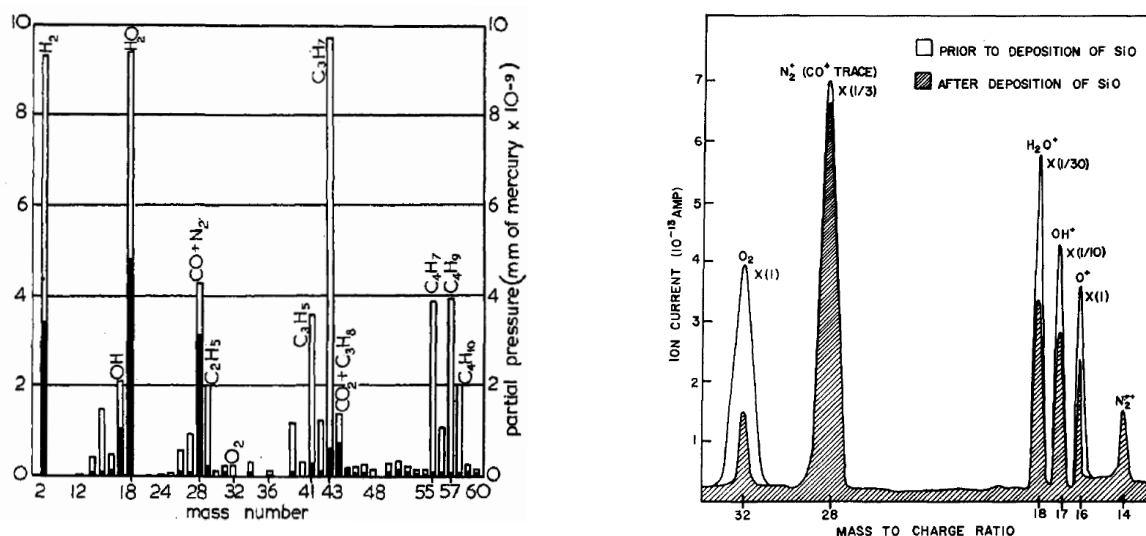 10
8
6
4
2
0
H₂
OH
HO₂
CO+N₂
C₂H₅
O₂
C₃H₅
C₃H₇
CO₂+C₃H₈
C₄H₇
C₄H₉
C₄H₁₀
10
8
6
4
2
0
partial pressure (mm of mercury x 10⁻⁹)
2 12 18 24 28 32 36 41 43 48 55 57 60
mass number
PRIOR TO DEPOSITION OF SiO
AFTER DEPOSITION OF SiO
ION CURRENT (10⁻¹³ AMP)
7
6
5
4
3
2
1
O₂
X(1)
N₂⁺ (CO⁺ TRACE)
X(1/3)
H₂O⁺
X(1/30)
OH⁺
X(1/10)
O⁺
X(1)
N₂⁺⁺
32 28 18 17 16 14
MASS TO CHARGE RATIO